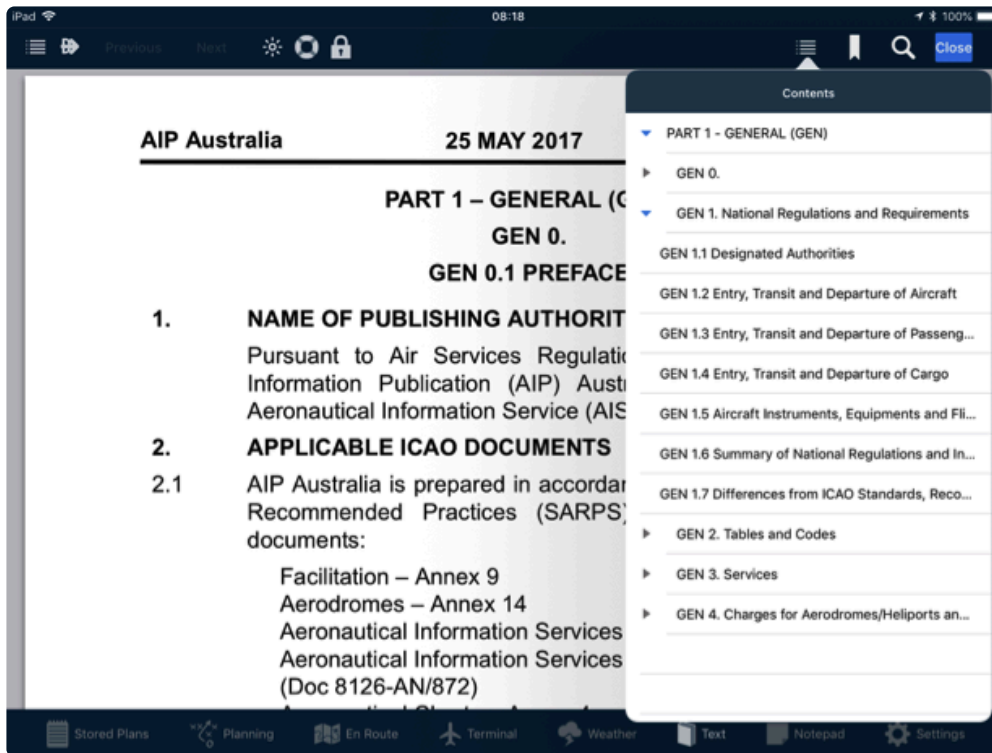 iPad 08:18 100%
Previous Next Close
AIP Australia 25 MAY 2017
PART 1 – GENERAL (G
GEN 0.
GEN 0.1 PREFACE
1. NAME OF PUBLISHING AUTHORIT
Pursuant to Air Services Regulatio
Information Publication (AIP) Austr
Aeronautical Information Service (AIS
2. APPLICABLE ICAO DOCUMENTS
2.1 AIP Australia is prepared in accordan
Recommended Practices (SARPS)
documents:
Facilitation – Annex 9
Aerodromes – Annex 14
Aeronautical Information Services
Aeronautical Information Services
(Doc 8126-AN/872)
Contents
PART 1 - GENERAL (GEN)
GEN 0.
GEN 1. National Regulations and Requirements
GEN 1.1 Designated Authorities
GEN 1.2 Entry, Transit and Departure of Aircraft
GEN 1.3 Entry, Transit and Departure of Passeng...
GEN 1.4 Entry, Transit and Departure of Cargo
GEN 1.5 Aircraft Instruments, Equipments and Fli...
GEN 1.6 Summary of National Regulations and In...
GEN 1.7 Differences from ICAO Standards, Reco...
GEN 2. Tables and Codes
GEN 3. Services
GEN 4. Charges for Aerodromes/Heliports an...
Stored Plans Planning En Route Terminal Weather Text Notepad Settings